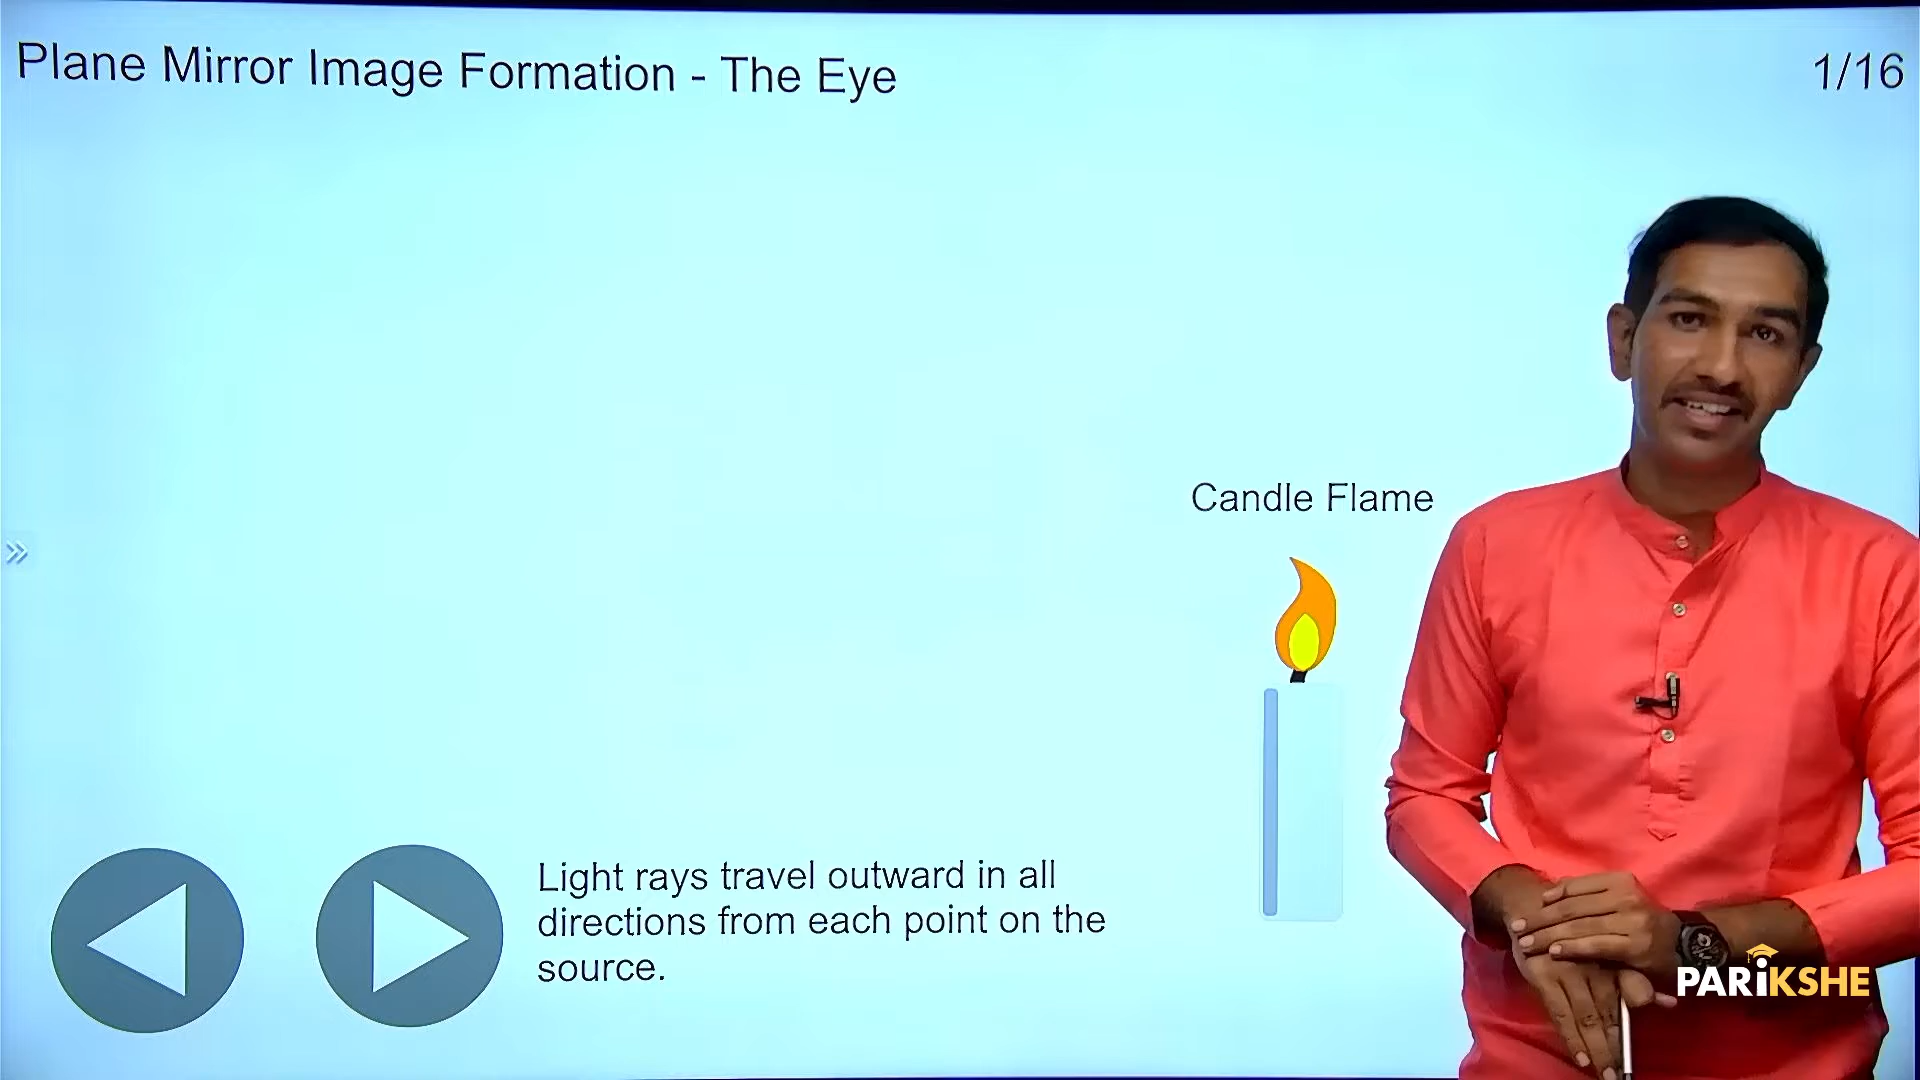 Plane Mirror Image Formation - The Eye
1/16
Candle Flame
Light rays travel outward in all
directions from each point on the
source.
PARiKSHE